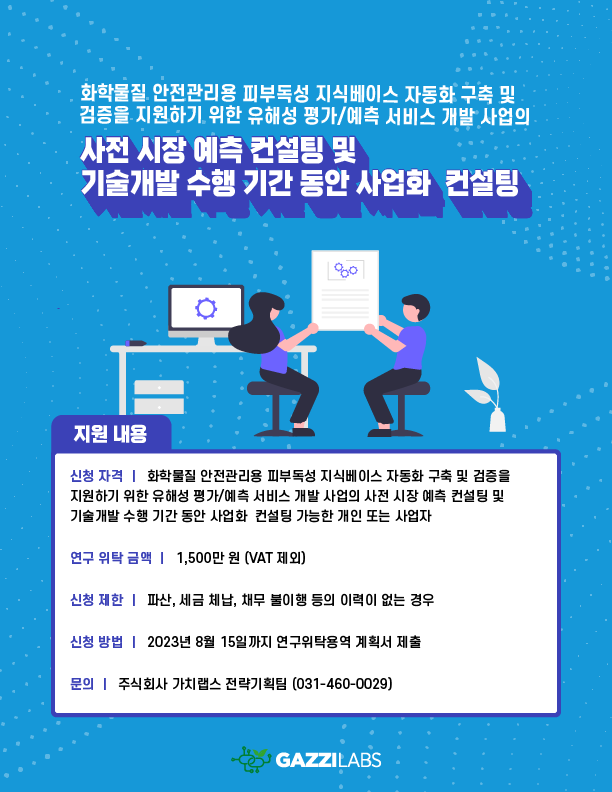 화학물질 안전관리용 피부독성 지식베이스 자동화 구축 및
검증을 지원하기 위한 유해성 평가/예측 서비스 개발 사업의
사전 시장 예측 컨설팅 및
기술개발 수행 기간 동안 사업화 컨설팅
지원 내용
신청 자격 | 화학물질 안전관리용 피부독성 지식베이스 자동화 구축 및 검증을
지원하기 위한 유해성 평가/예측 서비스 개발 사업의 사전 시장 예측 컨설팅 및
기술개발 수행 기간 동안 사업화 컨설팅 가능한 개인 또는 사업자
연구 위탁 금액 | 1,500만 원 (VAT 제외)
신청 제한 | 파산, 세금 체납, 채무 불이행 등의 이력이 없는 경우
신청 방법 | 2023년 8월 15일까지 연구위탁용역 계획서 제출
문의 | 주식회사 가치랩스 전략기획팀 (031-460-0029)
GAZZILABS